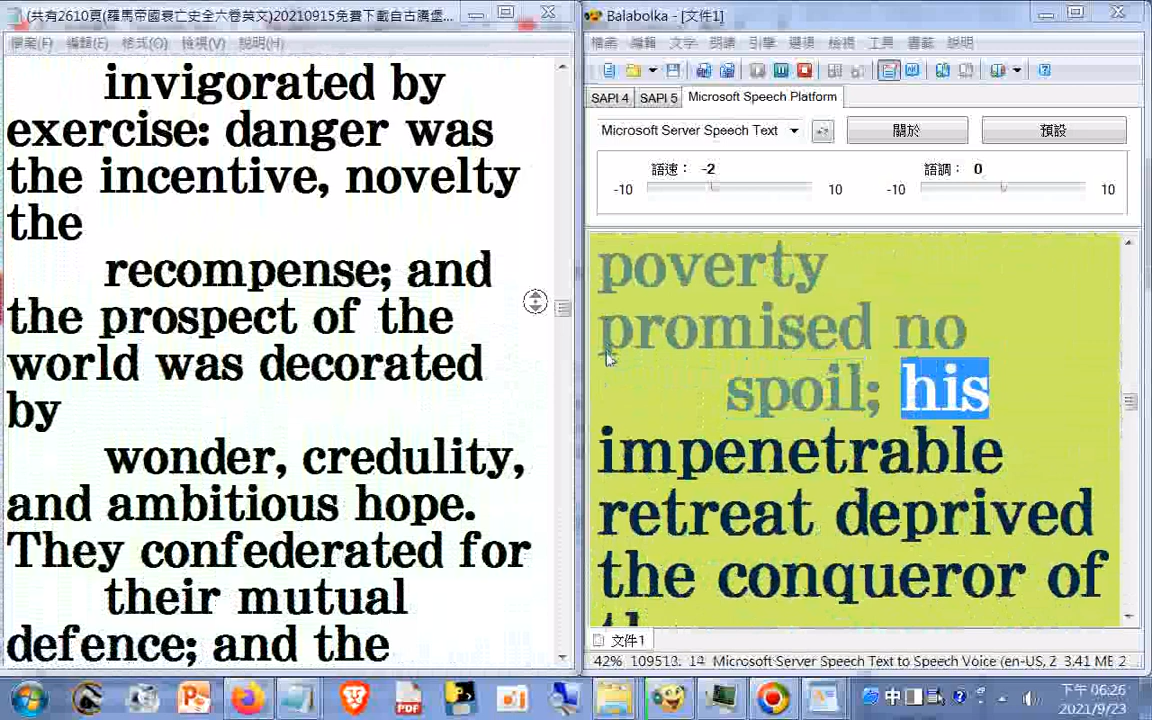 (共有2610頁(羅馬帝國衰亡史全六卷英文)20210915免費下載自古騰堡...
檔案(F) 編輯(E) 格式(O) 檢視(V) 說明(H)
invigorated by
exercise: danger was
the incentive, novelty
the
recompense; and
the prospect of the
world was decorated
by
wonder, credulity,
and ambitious hope.
They confederated for
their mutual
defence; and the
Balabolka - [文件1]
檔案 編輯 文字 朗讀 引擎 選項 檢視 工具 書籤 說明
SAPI 4 SAPI 5 Microsoft Speech Platform
Microsoft Server Speech Text
關於
預設
語速: -2
語調: 0
-10 10 -10 10
poverty
promised no
spoil; his
impenetrable
retreat deprived
the conqueror of
文件1
Microsoft Server Speech Text to Speech Voice (en-US, Z 3.41 MB 2
42%
中
下午 06:26
2021/9/23